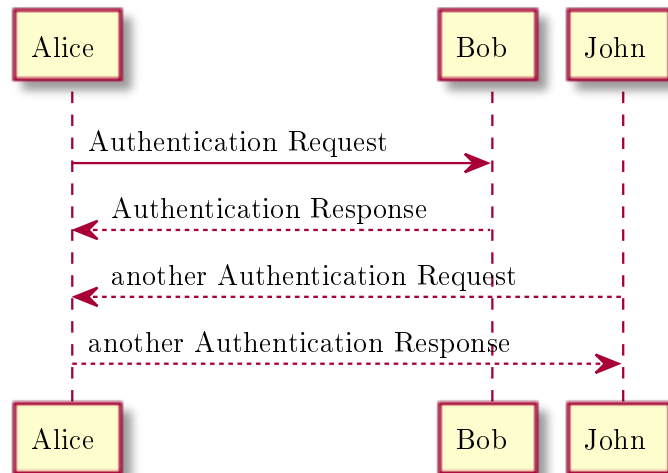 Alice
Bob
John
Authentication Request
Authentication Response
another Authentication Request
another Authentication Response
Alice
Bob
John